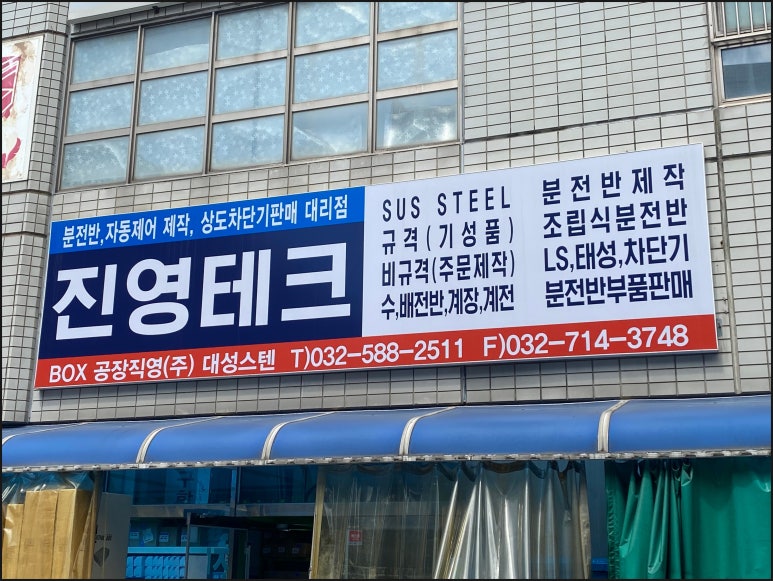 분전반,자동제어 제작, 상도차단기판매 대리점
진영테크
SUS STEEL
규격(기성품)
비규격(주문제작)
수,배전반,계장,계전
분전반제작
조립식분전반
LS,태성,차단기
분전반부품판매
BOX 공장직영(주) 대성스텐 T)032-588-2511 F)032-714-3748